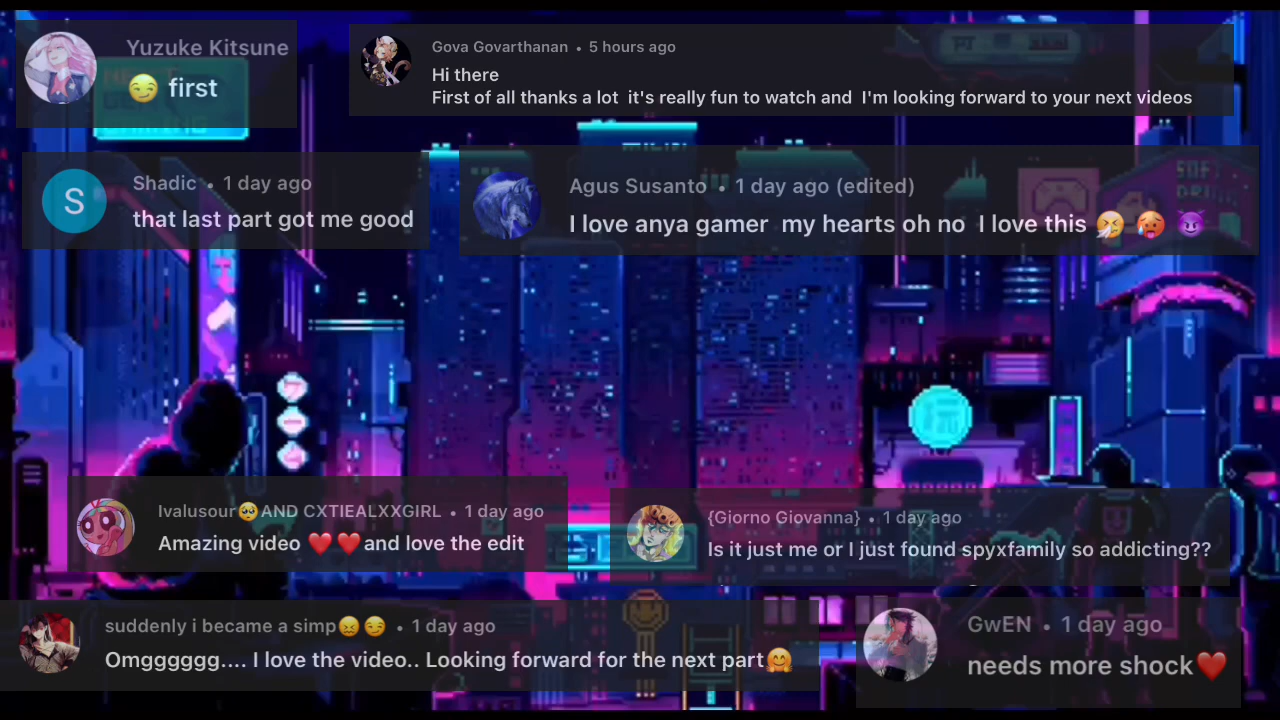 Yuzuke Kitsune
😏 first
Gova Govarthanan • 5 hours ago
Hi there
First of all thanks a lot it's really fun to watch and I'm looking forward to your next videos
Shadic • 1 day ago
S
that last part got me good
Agus Susanto • 1 day ago (edited)
I love anya gamer my hearts oh no I love this 🤧 🥵 😈
SOFT
DRINK
Ivalusour🥺AND CXTIEALXXGIRL • 1 day ago
Amazing video ❤️❤️and love the edit
{Giorno Giovanna} • 1 day ago
Is it just me or I just found spyxfamily so addicting??
suddenly i became a simp😖😏 • 1 day ago
Omgggggg.... I love the video.. Looking forward for the next part🤗
GwEN • 1 day ago
needs more shock❤️